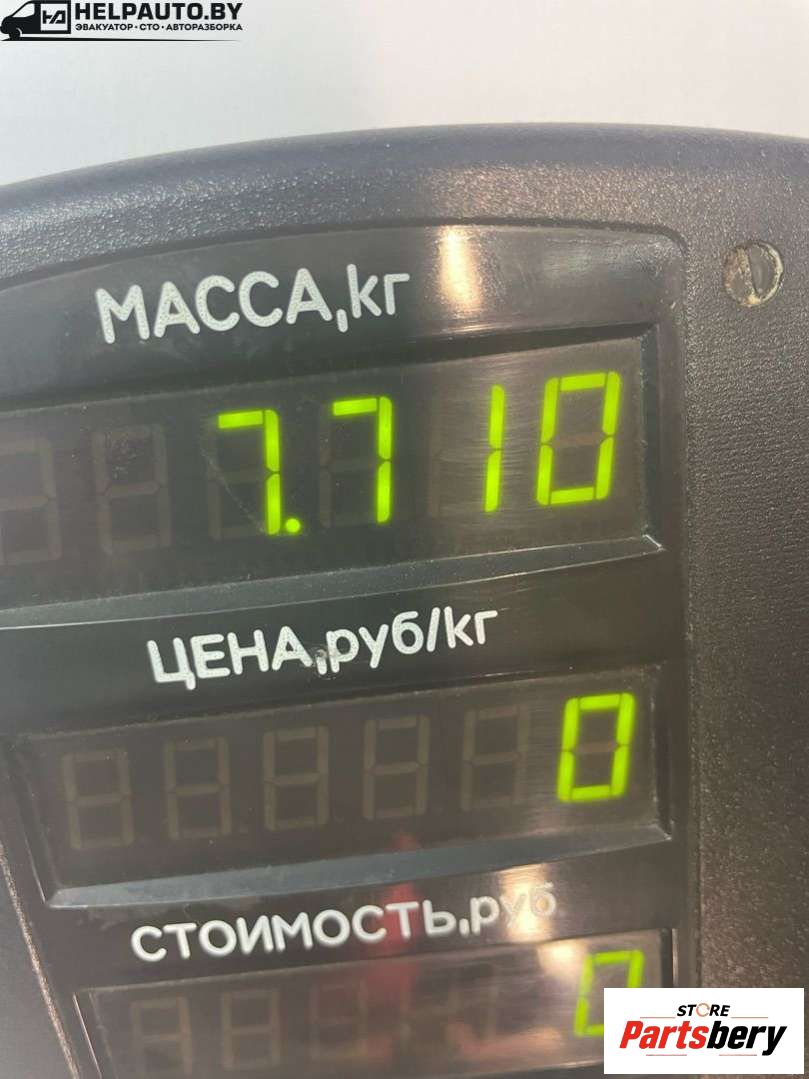 HELPAUTO.BY
ЭВАКУАТОР · СТО · АВТОРАЗБОРКА
МАССА,кг
7.710
ЦЕНА,руб/кг
0
СТОИМОСТЬ,руб
0
STORE
Partsbery